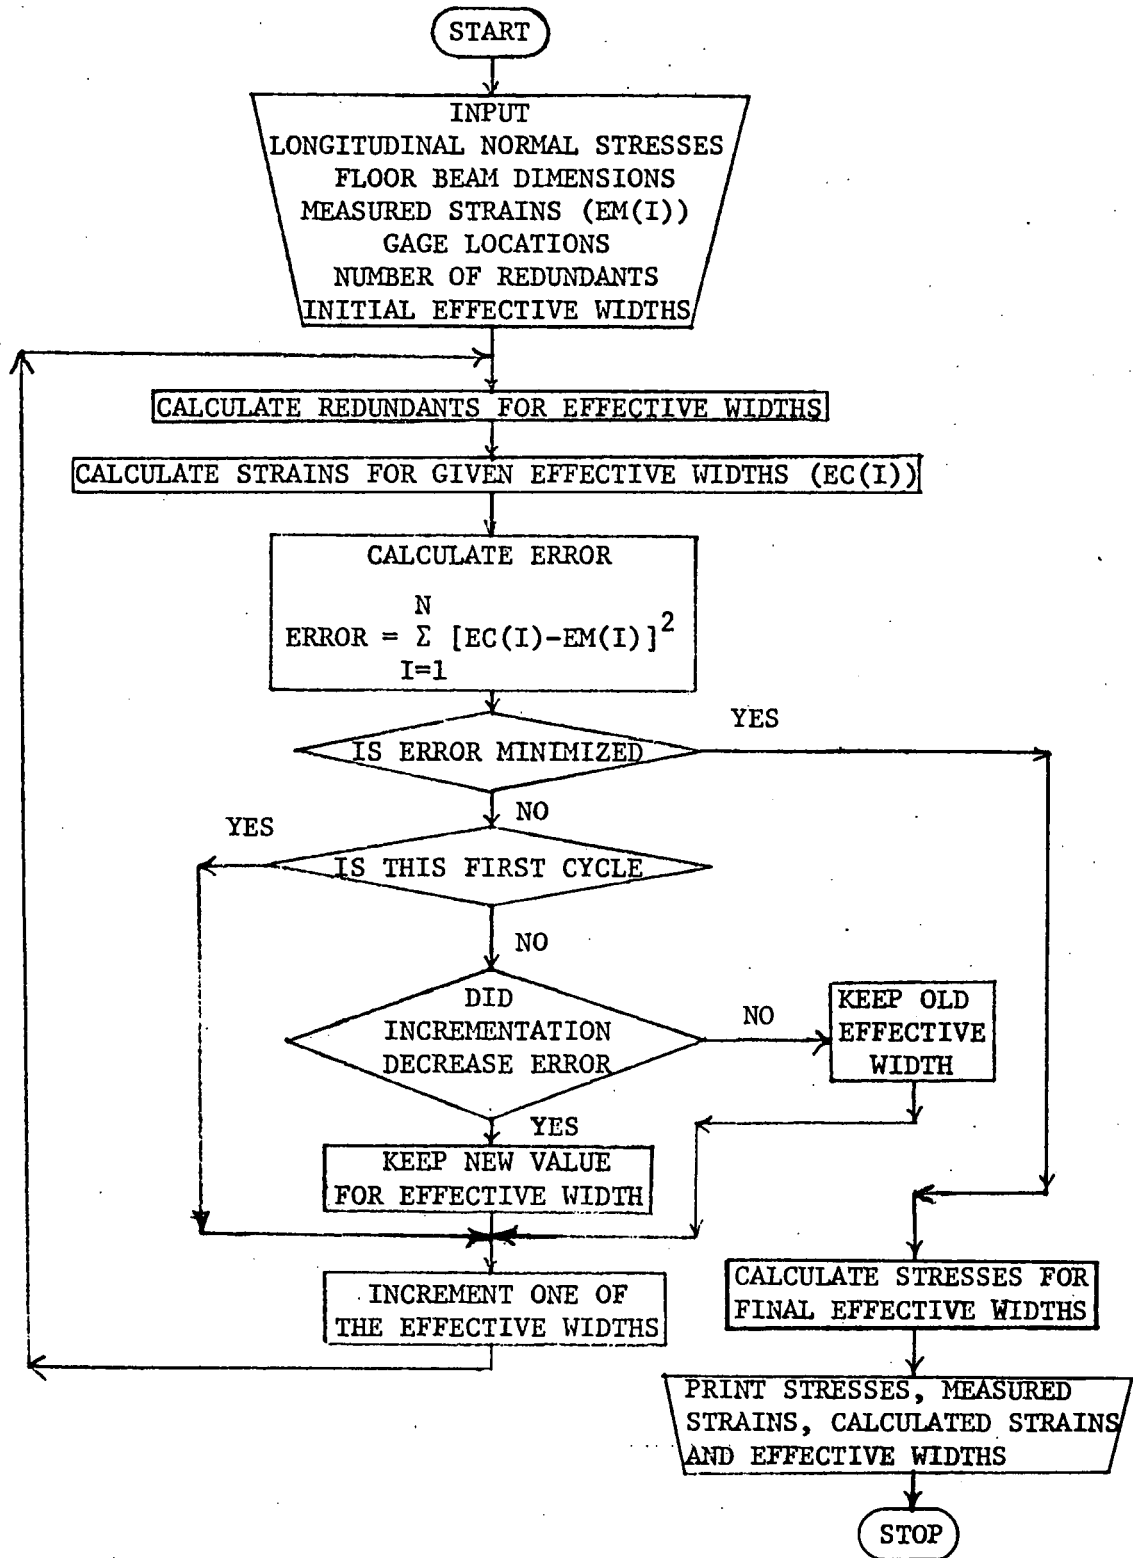 START
INPUT
LONGITUDINAL NORMAL STRESSES
FLOOR BEAM DIMENSIONS
MEASURED STRAINS (EM(I))
GAGE LOCATIONS
NUMBER OF REDUNDANTS
INITIAL EFFECTIVE WIDTHS
CALCULATE REDUNDANTS FOR EFFECTIVE WIDTHS
CALCULATE STRAINS FOR GIVEN EFFECTIVE WIDTHS (EC(I))
CALCULATE ERROR
N
ERROR = Σ [EC(I)-EM(I)]²
I=1
YES
IS ERROR MINIMIZED
NO
YES
IS THIS FIRST CYCLE
NO
DID
INCREMENTATION
DECREASE ERROR
NO
KEEP OLD
EFFECTIVE
WIDTH
YES
KEEP NEW VALUE
FOR EFFECTIVE WIDTH
INCREMENT ONE OF
THE EFFECTIVE WIDTHS
CALCULATE STRESSES FOR
FINAL EFFECTIVE WIDTHS
PRINT STRESSES, MEASURED
STRAINS, CALCULATED STRAINS
AND EFFECTIVE WIDTHS
STOP